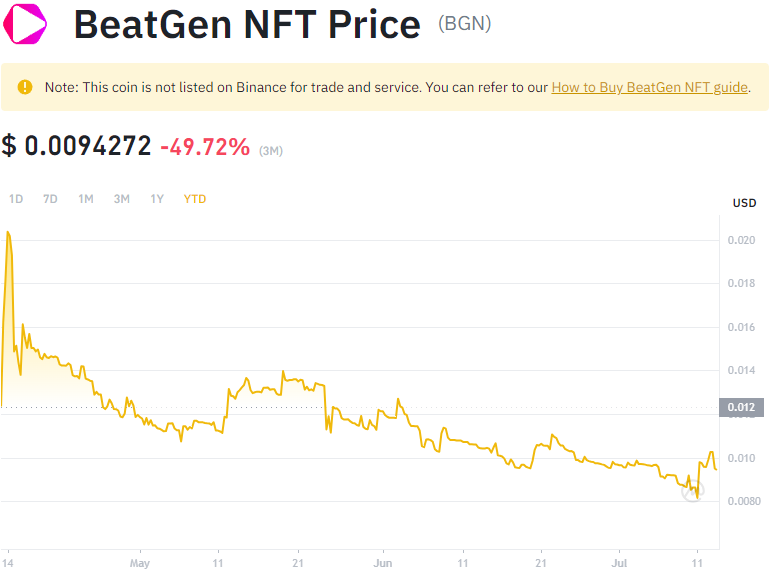 BeatGen NFT Price (BGN)
Note: This coin is not listed on Binance for trade and service. You can refer to our How to Buy BeatGen NFT guide.
$ 0.0094272 -49.72% (3M)
1D 7D 1M 3M 1Y YTD
USD
0.020
0.018
0.016
0.014
0.012
0.010
0.0080
14 May 11 21 Jun 11 21 Jul 11